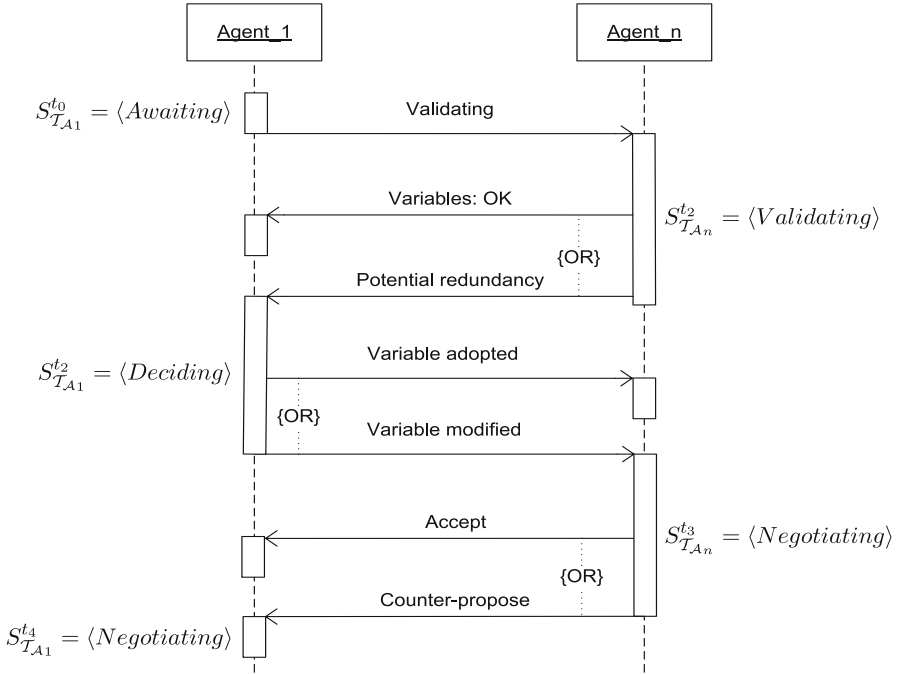 Agent_1
Agent_n
$S^{t_0}_{\mathcal{T}_{\mathcal{A}1}} = \langle Awaiting \rangle$
Validating
Variables: OK
$S^{t_2}_{\mathcal{T}_{\mathcal{A}n}} = \langle Validating \rangle$
{OR}
Potential redundancy
$S^{t_2}_{\mathcal{T}_{\mathcal{A}1}} = \langle Deciding \rangle$
Variable adopted
{OR}
Variable modified
Accept
$S^{t_3}_{\mathcal{T}_{\mathcal{A}n}} = \langle Negotiating \rangle$
{OR}
Counter-propose
$S^{t_4}_{\mathcal{T}_{\mathcal{A}1}} = \langle Negotiating \rangle$